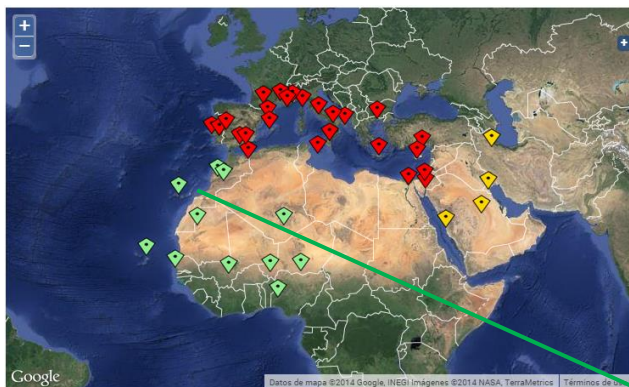 +
−
+
Google
Datos de mapa ©2014 Google, INEGI Imágenes ©2014 NASA, TerraMetrics
Términos de